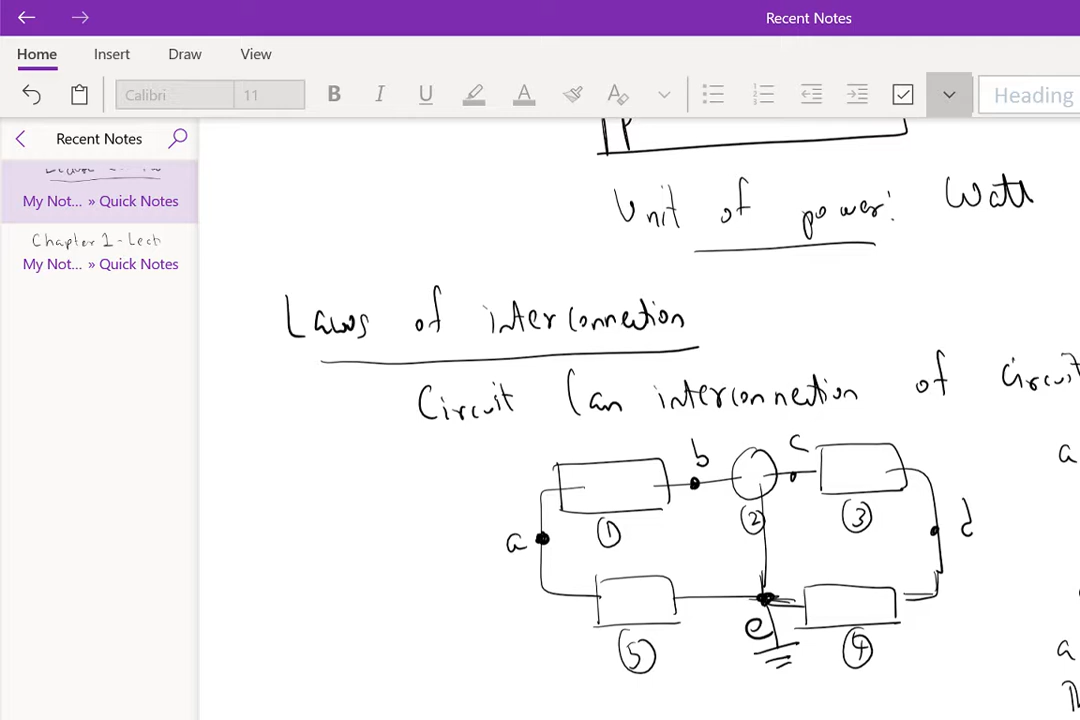 Recent Notes
Home Insert Draw View
Calibri 11 B I U A A Heading
Recent Notes
My Not... » Quick Notes
Chapter 1 - Lect
My Not... » Quick Notes
Unit of power: Watt
Laws of interconnection
Circuit (an interconnection of circuit
b c
a
① ② ③
a d
e
⑤ ④
a